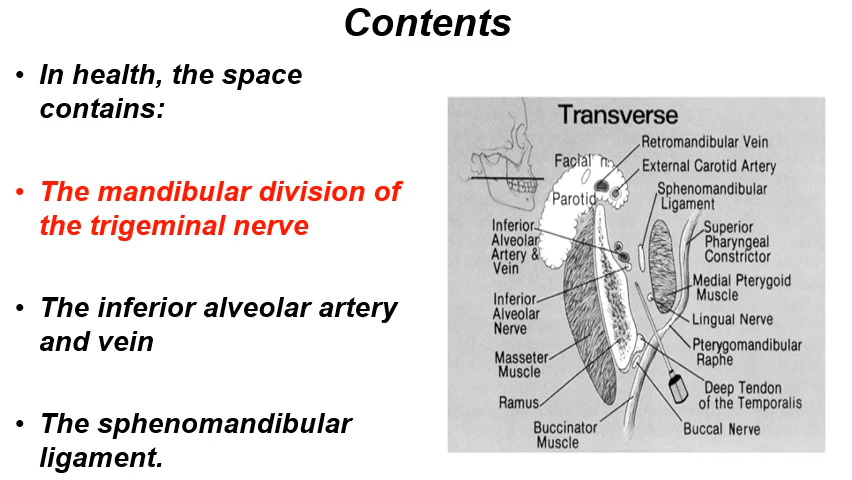 Contents
• In health, the space
contains:
• The mandibular division of
the trigeminal nerve
• The inferior alveolar artery
and vein
• The sphenomandibular
ligament.
Transverse
Retromandibular Vein
Facial n.
External Carotid Artery
Parotid
Sphenomandibular
Ligament
Inferior
Alveolar
Artery &
Vein
Superior
Pharyngeal
Constrictor
Medial Pterygoid
Muscle
Inferior
Alveolar
Nerve
Lingual Nerve
Pterygomandibular
Raphe
Masseter
Muscle
Deep Tendon
of the Temporalis
Ramus
Buccinator
Muscle
Buccal Nerve